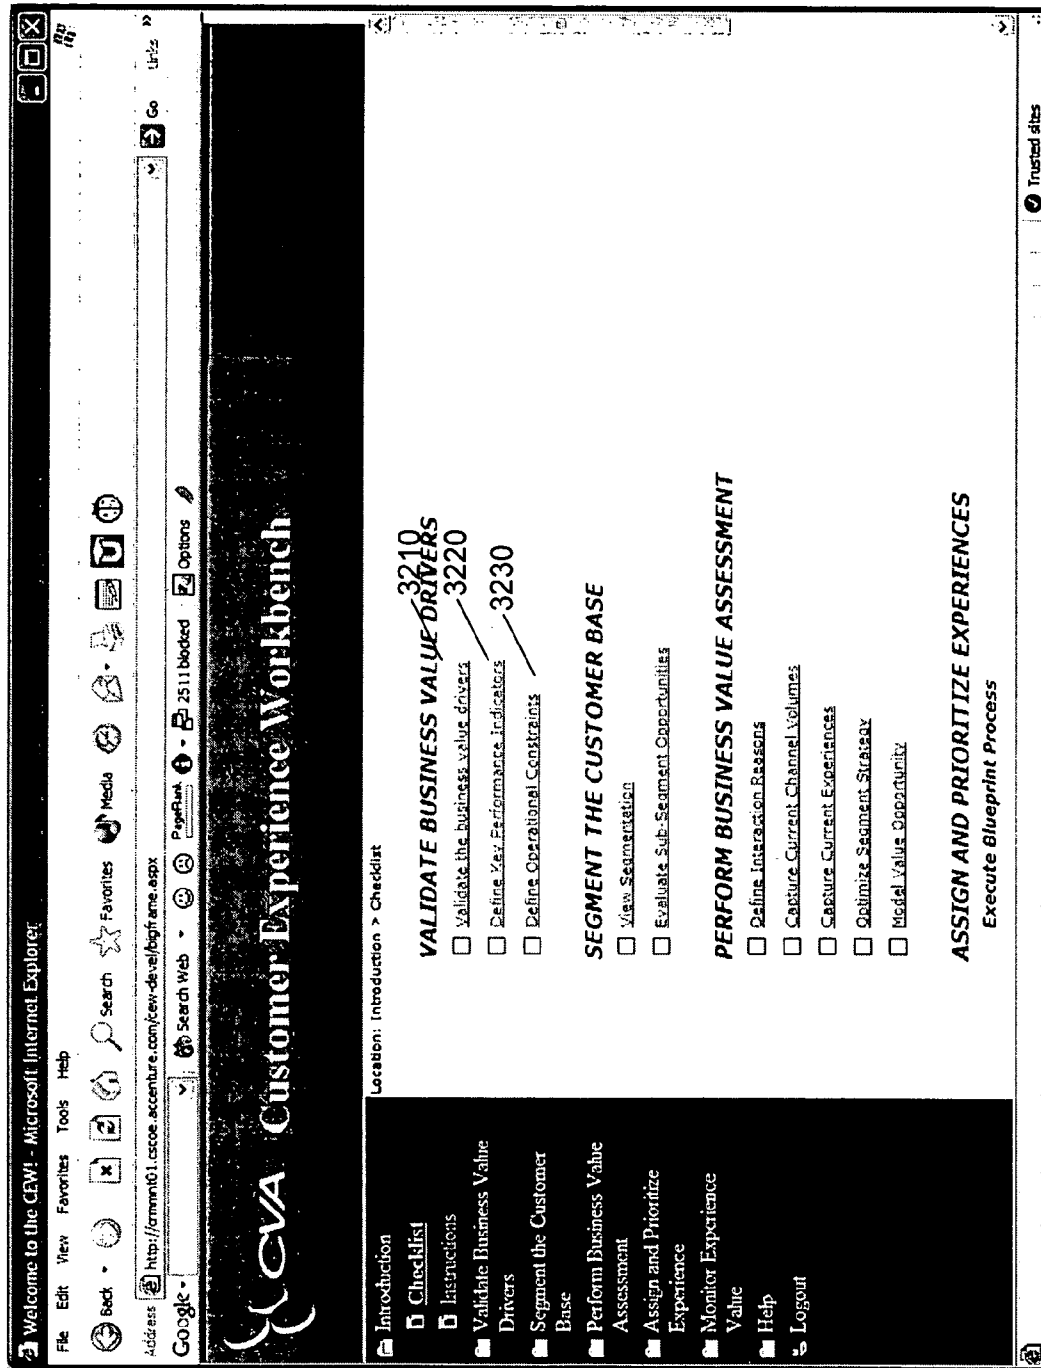 Welcome to the CEW! - Microsoft Internet Explorer
File Edit View Favorites Tools Help
Back Search Favorites Media
Address http://crmnt01.cscoe.accenture.com/cew-devel/bigframe.aspx Go Links »
Google Search Web PageRank 2511 blocked Options
CVA Customer Experience Workbench
Introduction
Checklist
Instructions
Validate Business Value
Drivers
Segment the Customer
Base
Perform Business Value
Assessment
Assign and Prioritize
Experience
Monitor Experience
Value
Help
Logout
Location: Introduction > Checklist
VALIDATE BUSINESS VALUE DRIVERS
3210
Validate the business value drivers
3220
Define Key Performance Indicators
3230
Define Operational Constraints
SEGMENT THE CUSTOMER BASE
View Segmentation
Evaluate Sub-Segment Opportunities
PERFORM BUSINESS VALUE ASSESSMENT
Define Interaction Reasons
Capture Current Channel Volumes
Capture Current Experiences
Optimize Segment Strategy
Model Value Opportunity
ASSIGN AND PRIORITIZE EXPERIENCES
Execute Blueprint Process
Trusted sites